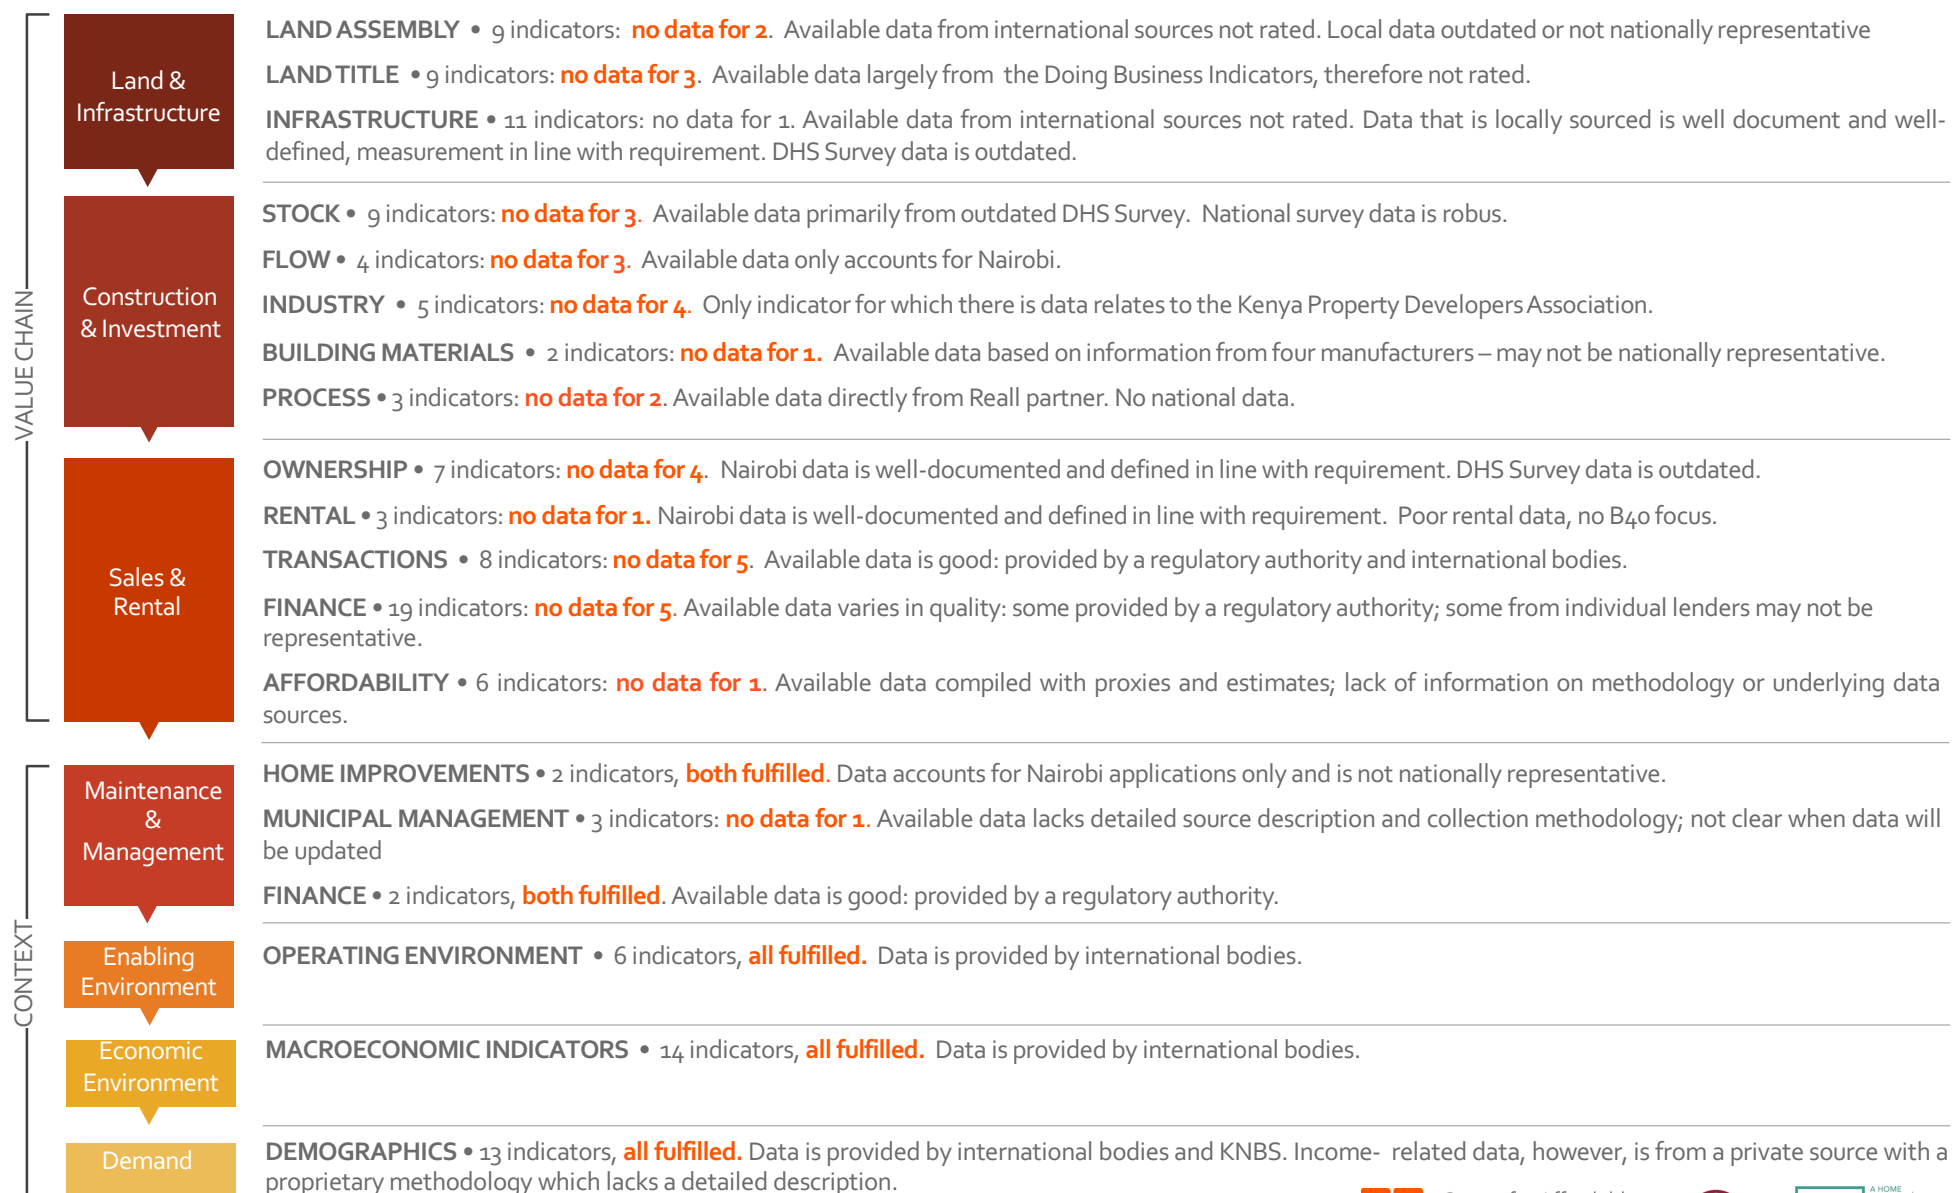 VALUE CHAIN
Land &
Infrastructure
LAND ASSEMBLY • 9 indicators: no data for 2. Available data from international sources not rated. Local data outdated or not nationally representative
LAND TITLE • 9 indicators: no data for 3. Available data largely from the Doing Business Indicators, therefore not rated.
INFRASTRUCTURE • 11 indicators: no data for 1. Available data from international sources not rated. Data that is locally sourced is well document and well-
defined, measurement in line with requirement. DHS Survey data is outdated.
Construction
& Investment
STOCK • 9 indicators: no data for 3. Available data primarily from outdated DHS Survey. National survey data is robus.
FLOW • 4 indicators: no data for 3. Available data only accounts for Nairobi.
INDUSTRY • 5 indicators: no data for 4. Only indicator for which there is data relates to the Kenya Property Developers Association.
BUILDING MATERIALS • 2 indicators: no data for 1. Available data based on information from four manufacturers – may not be nationally representative.
PROCESS • 3 indicators: no data for 2. Available data directly from Reall partner. No national data.
Sales &
Rental
OWNERSHIP • 7 indicators: no data for 4. Nairobi data is well-documented and defined in line with requirement. DHS Survey data is outdated.
RENTAL • 3 indicators: no data for 1. Nairobi data is well-documented and defined in line with requirement. Poor rental data, no B40 focus.
TRANSACTIONS • 8 indicators: no data for 5. Available data is good: provided by a regulatory authority and international bodies.
FINANCE • 19 indicators: no data for 5. Available data varies in quality: some provided by a regulatory authority; some from individual lenders may not be
representative.
AFFORDABILITY • 6 indicators: no data for 1. Available data compiled with proxies and estimates; lack of information on methodology or underlying data
sources.
CONTEXT
Maintenance
&
Management
HOME IMPROVEMENTS • 2 indicators, both fulfilled. Data accounts for Nairobi applications only and is not nationally representative.
MUNICIPAL MANAGEMENT • 3 indicators: no data for 1. Available data lacks detailed source description and collection methodology; not clear when data will
be updated
FINANCE • 2 indicators, both fulfilled. Available data is good: provided by a regulatory authority.
Enabling
Environment
OPERATING ENVIRONMENT • 6 indicators, all fulfilled. Data is provided by international bodies.
Economic
Environment
MACROECONOMIC INDICATORS • 14 indicators, all fulfilled. Data is provided by international bodies.
Demand
DEMOGRAPHICS • 13 indicators, all fulfilled. Data is provided by international bodies and KNBS. Income- related data, however, is from a private source with a
proprietary methodology which lacks a detailed description.
A HOME